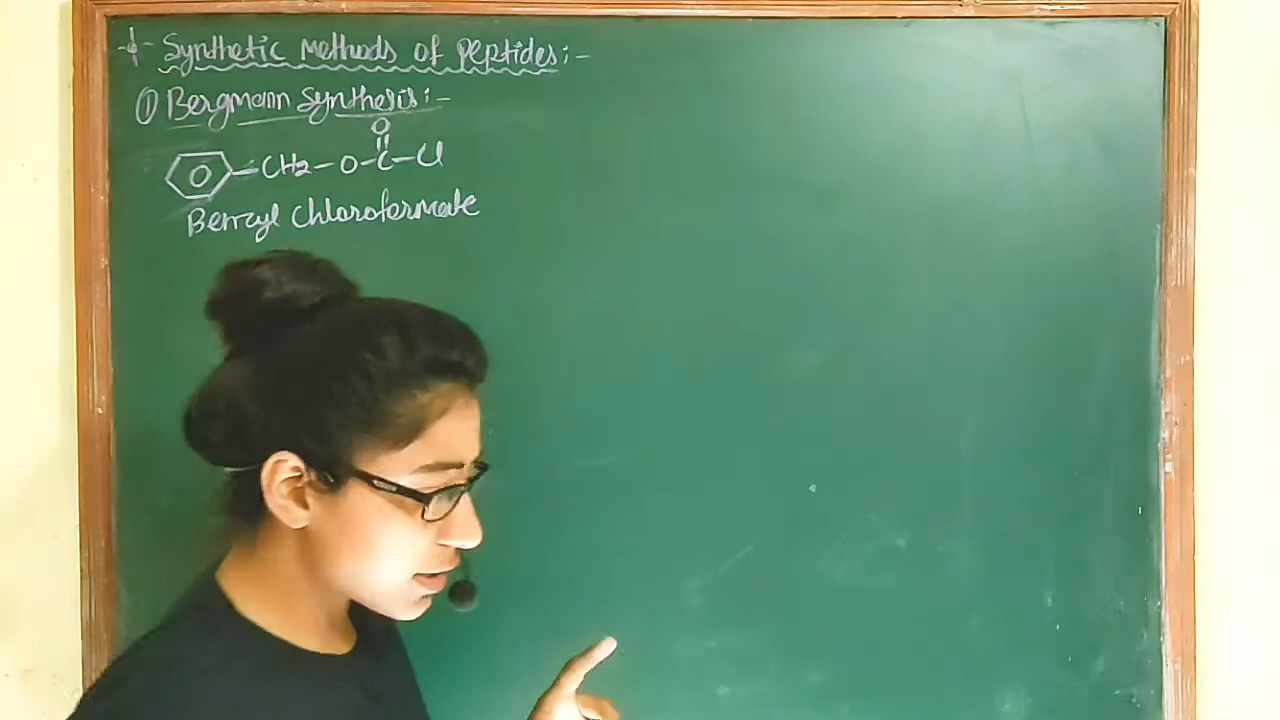 Synthetic Methods of Peptides:-
① Bergmann Synthesis:-
O
CH2-O-C-Cl
Benzyl Chloroformate